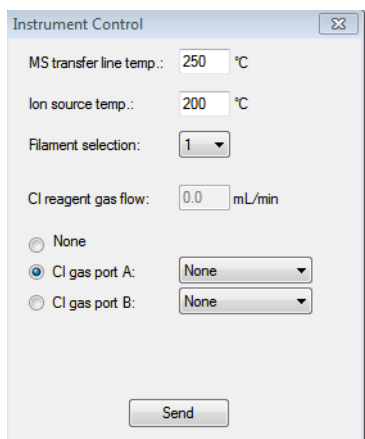 Instrument Control
MS transfer line temp.: 250 °C
Ion source temp.: 200 °C
Filament selection: 1
CI reagent gas flow: 0.0 mL/min
None
CI gas port A: None
CI gas port B: None
Send